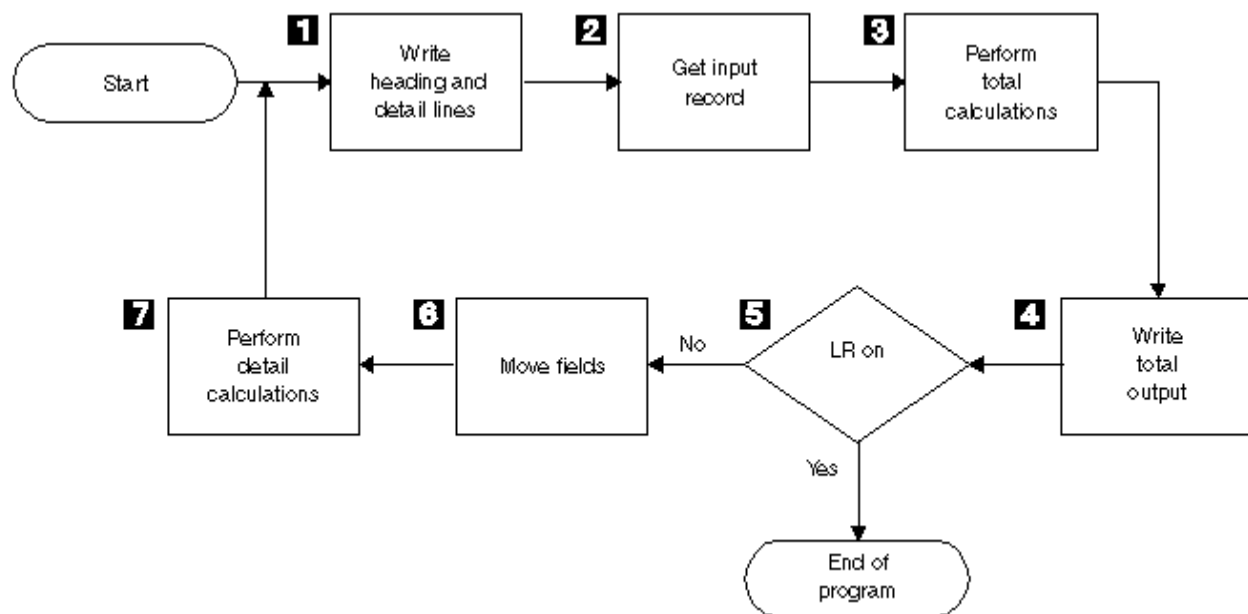 Start
1
Write
heading and
detail lines
2
Get input
record
3
Perform
total
calculations
4
Write
total
output
5
LR on
No
Yes
6
Move fields
7
Perform
detail
calculations
End of
program